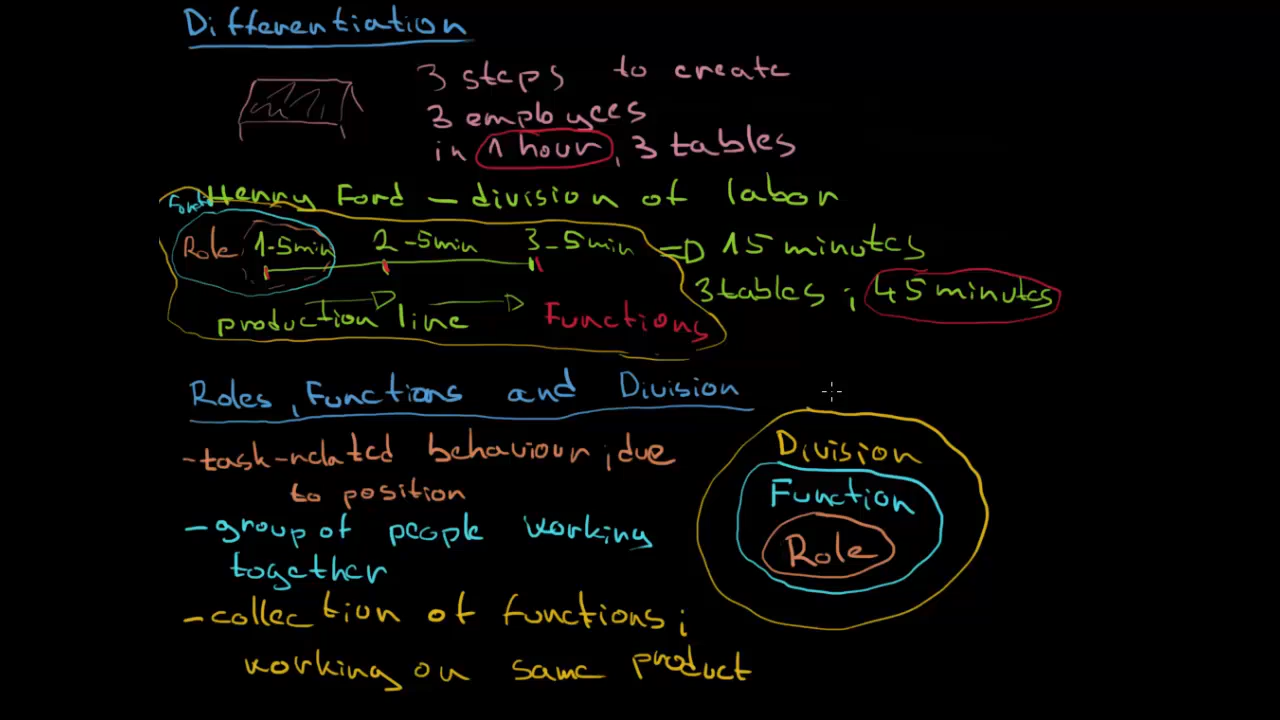 Differentiation
3 steps to create
3 employees
in 1 hour, 3 tables
Henry Ford - division of labor
Role 1-5min 2-5min 3-5min => 15 minutes
3 tables ; 45 minutes
production line Functions
Roles, Functions and Division
- task-related behaviour, due
to position
- group of people working
together
- collection of functions;
working on same product
Division
Function
Role